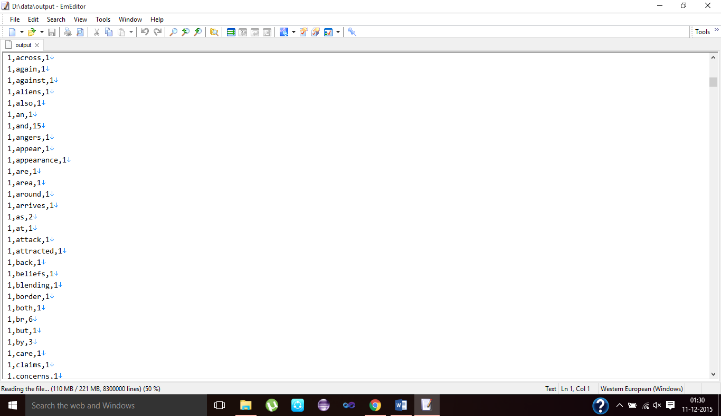 D:\data\output - EmEditor
File Edit Search View Tools Window Help
Tools »
output ×
1,across,1↓
1,again,1↓
1,against,1↓
1,aliens,1↓
1,also,1↓
1,an,1↓
1,and,15↓
1,angers,1↓
1,appear,1↓
1,appearance,1↓
1,are,1↓
1,area,1↓
1,around,1↓
1,arrives,1↓
1,as,2↓
1,at,1↓
1,attack,1↓
1,attracted,1↓
1,back,1↓
1,beliefs,1↓
1,blending,1↓
1,border,1↓
1,both,1↓
1,br,6↓
1,but,1↓
1,by,3↓
1,care,1↓
1,claims,1↓
1,concerns,1↓
Reading the file... (110 MB / 221 MB, 8300000 lines) (50 %) Text Ln 1, Col 1 Western European (Windows)
Search the web and Windows
01:30
11-12-2015